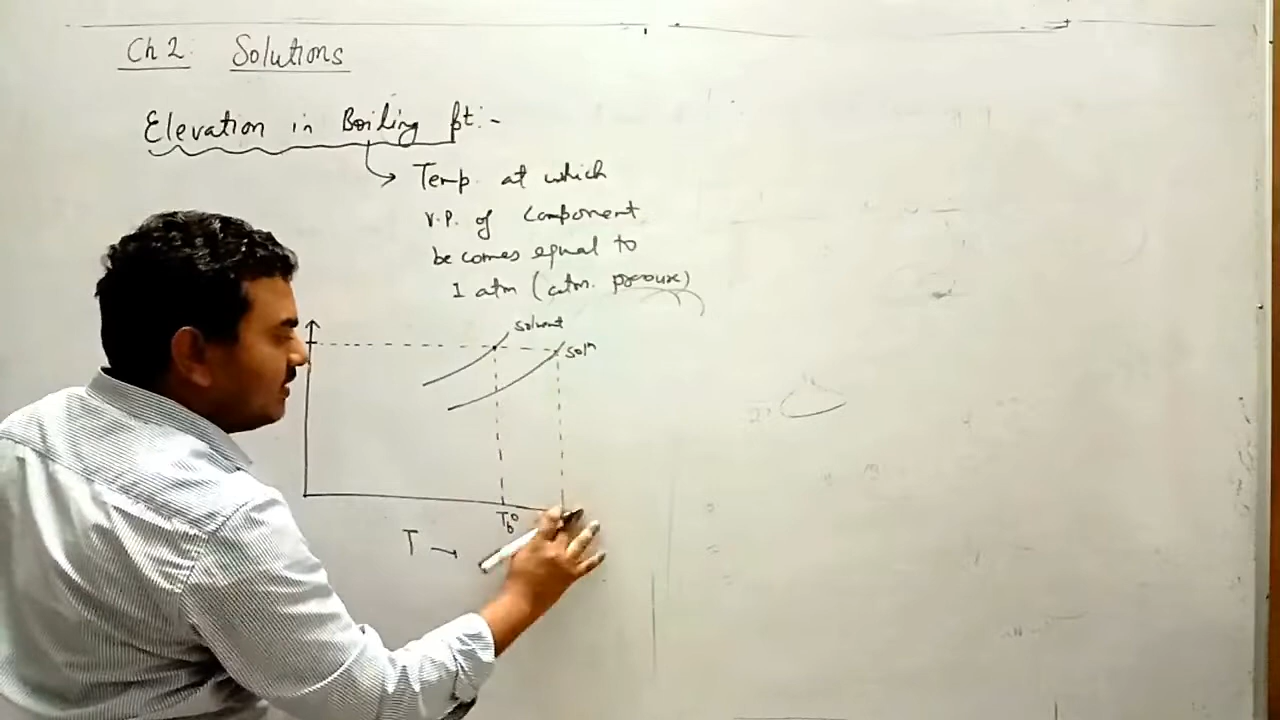 Ch 2: Solutions
Elevation in Boiling pt:-
Temp. at which
V.P. of component
becomes equal to
1 atm (atm. pressure)
solvent
solⁿ
Tb°
T →